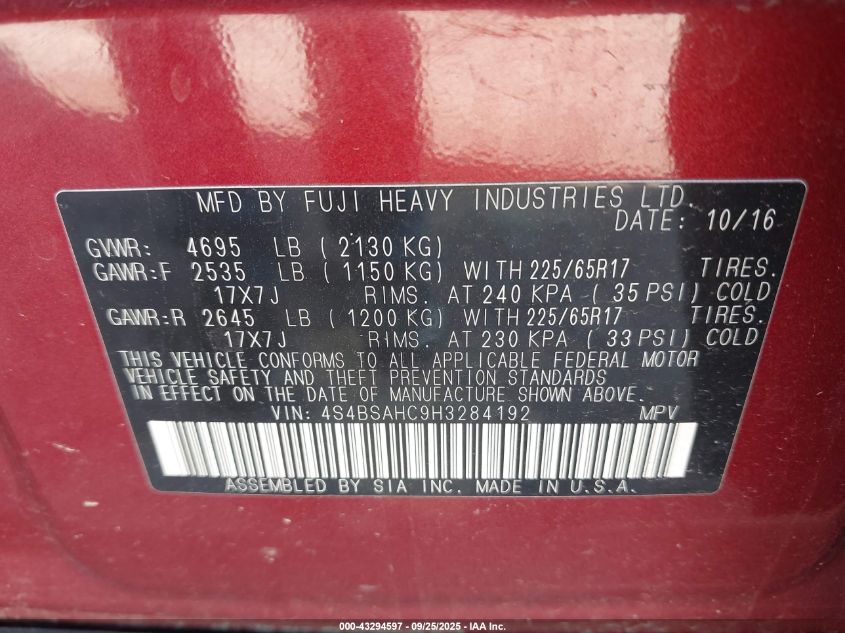 MFD BY FUJI HEAVY INDUSTRIES LTD.
DATE: 10/16
GVWR: 4695 LB (2130 KG)
GAWR:F 2535 LB (1150 KG) WITH 225/65R17 TIRES.
17X7J RIMS. AT 240 KPA (35 PSI) COLD
GAWR:R 2645 LB (1200 KG) WITH 225/65R17 TIRES.
17X7J RIMS. AT 230 KPA (33 PSI) COLD
THIS VEHICLE CONFORMS TO ALL APPLICABLE FEDERAL MOTOR
VEHICLE SAFETY AND THEFT PREVENTION STANDARDS
IN EFFECT ON THE DATE OF MANUFACTURE SHOWN ABOVE.
VIN: 4S4BSAHC9H3284192 MPV
ASSEMBLED BY SIA INC. MADE IN U.S.A.
000-43294597 - 09/25/2025 - IAA Inc.